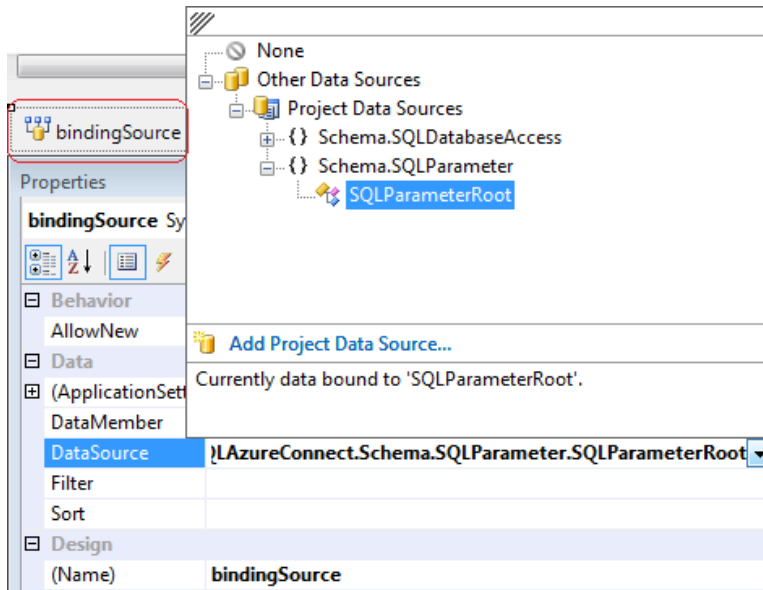 None
Other Data Sources
Project Data Sources
{} Schema.SQLDatabaseAccess
{} Schema.SQLParameter
SQLParameterRoot
bindingSource
Properties
bindingSource Sy
A
Z
Behavior
AllowNew
Add Project Data Source...
Data
(ApplicationSett
Currently data bound to 'SQLParameterRoot'.
DataMember
DataSource LAzureConnect.Schema.SQLParameter.SQLParameterRoot
Filter
Sort
Design
(Name) bindingSource